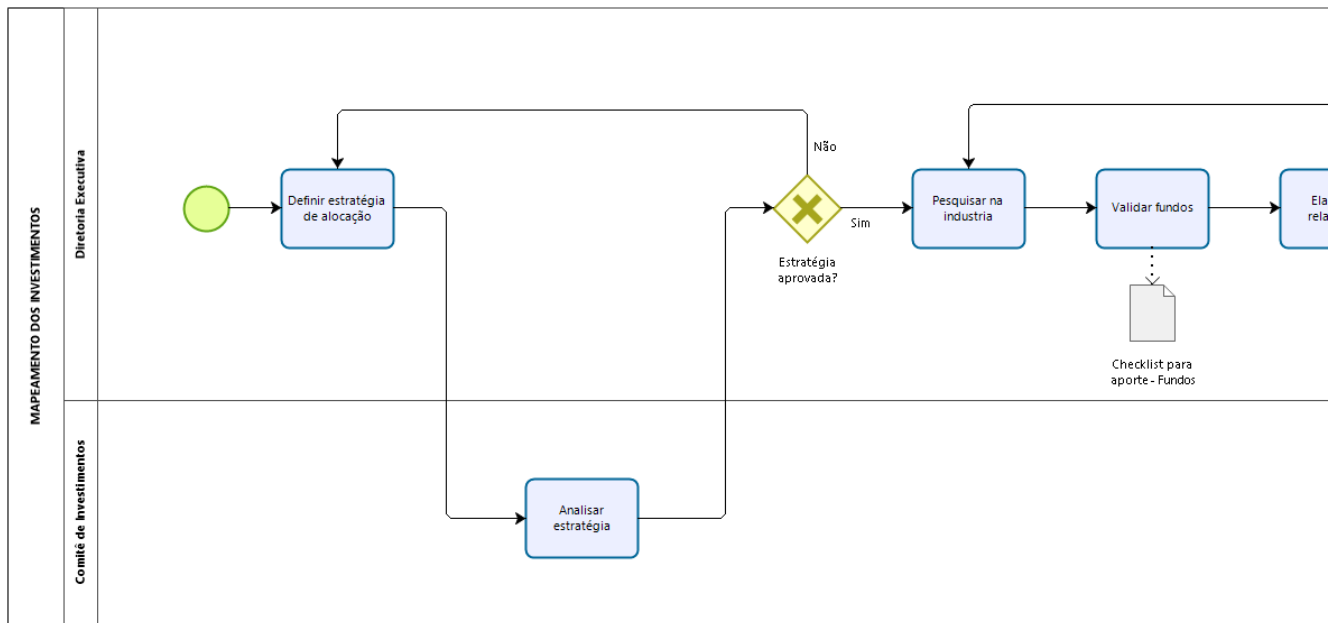 MAPEAMENTO DOS INVESTIMENTOS
Diretoria Executiva
Definir estratégia
de alocação
Não
Sim
Estratégia
aprovada?
Pesquisar na
industria
Validar fundos
Checklist para
aporte - Fundos
Comitê de Investimentos
Analisar
estratégia